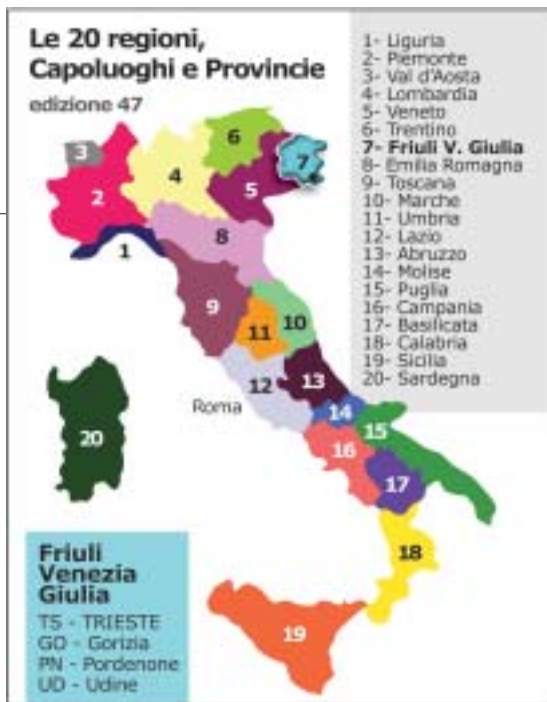 Le 20 regioni,
Capoluoghi e Provincie
edizione 47
1- Liguria
2- Piemonte
3- Val d'Aosta
4- Lombardia
5- Veneto
6- Trentino
7- Friuli V. Giulia
8- Emilia Romagna
9- Toscana
10- Marche
11- Umbria
12- Lazio
13- Abruzzo
14- Molise
15- Puglia
16- Campania
17- Basilicata
18- Calabria
19- Sicilia
20- Sardegna
6
3
4
7
2
5
8
1
9
10
11
12
13
Roma
14
15
20
16
17
18
19
Friuli
Venezia
Giulia
TS - TRIESTE
GO - Gorizia
PN - Pordenone
UD - Udine